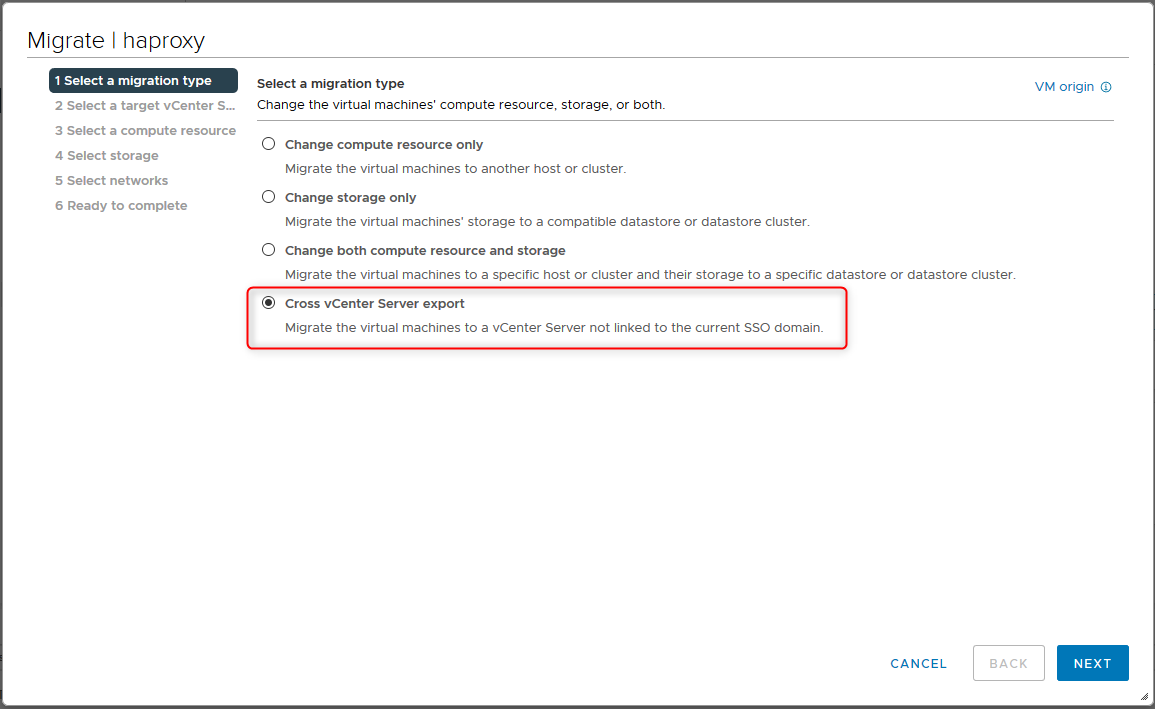 Migrate | haproxy
1 Select a migration type
2 Select a target vCenter S...
3 Select a compute resource
4 Select storage
5 Select networks
6 Ready to complete
Select a migration type
VM origin
Change the virtual machines' compute resource, storage, or both.
Change compute resource only
Migrate the virtual machines to another host or cluster.
Change storage only
Migrate the virtual machines' storage to a compatible datastore or datastore cluster.
Change both compute resource and storage
Migrate the virtual machines to a specific host or cluster and their storage to a specific datastore or datastore cluster.
Cross vCenter Server export
Migrate the virtual machines to a vCenter Server not linked to the current SSO domain.
CANCEL
BACK
NEXT